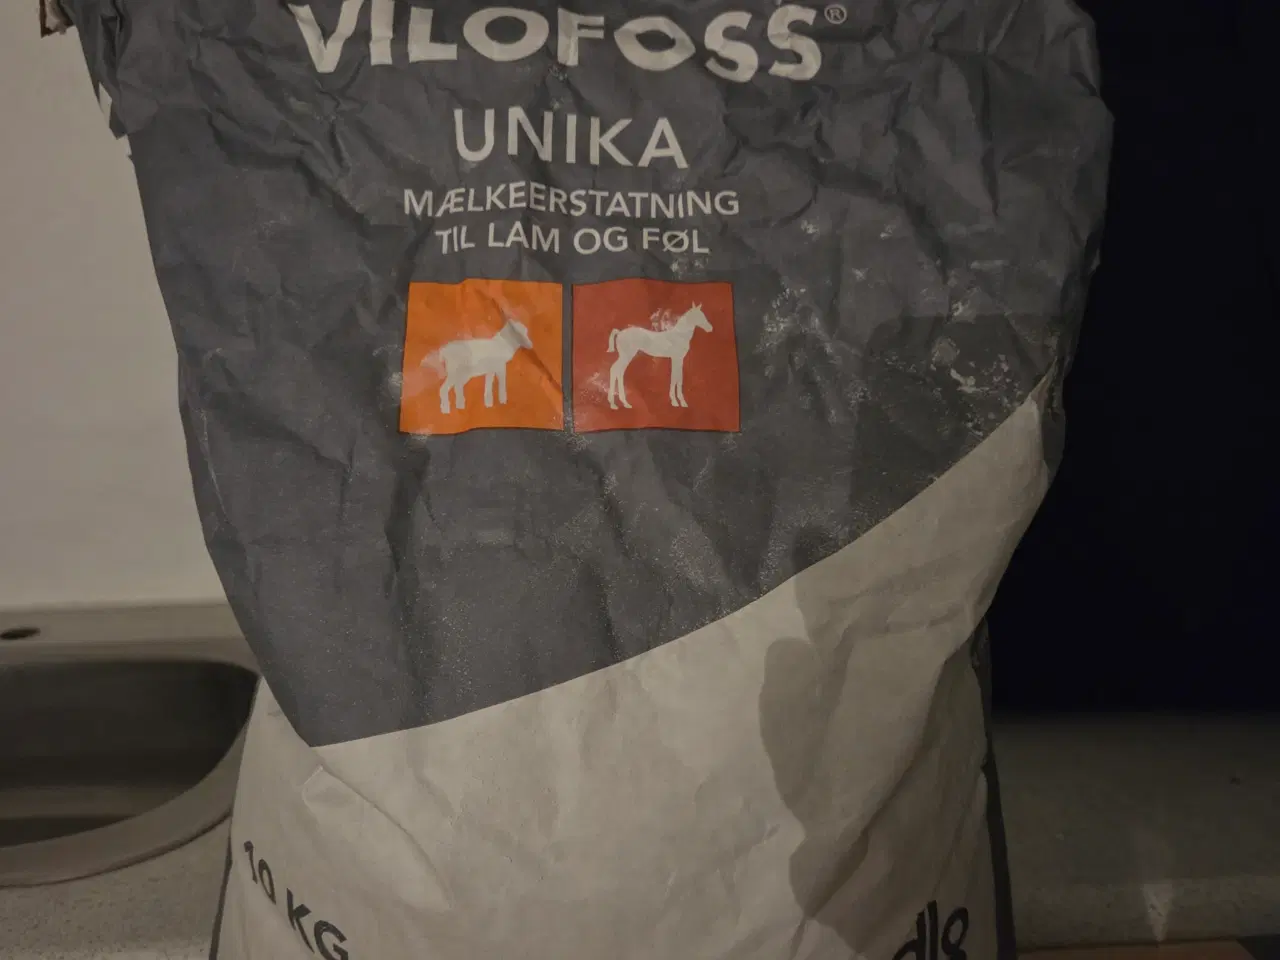 VILOFOSS®
UNIKA
MÆLKEERSTATNING
TIL LAM OG FØL
10 KG